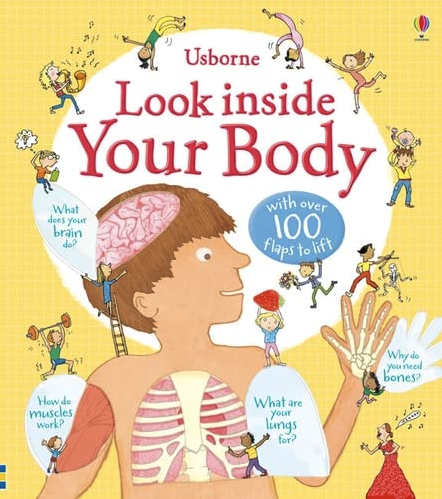 Usborne
Look inside
Your Body
with over
100
flaps to lift
What
does your
brain
do?
Why do
you need
bones?
How do
muscles
work?
What are
your
lungs
for?